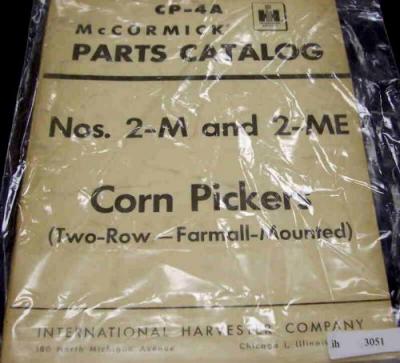 CP-4A
McCORMICK
PARTS CATALOG
IH
Nos. 2-M and 2-ME
Corn Pickers
(Two-Row—Farmall-Mounted)
INTERNATIONAL HARVESTER COMPANY
180 North Michigan Avenue Chicago 1, Illinois
ih 3051